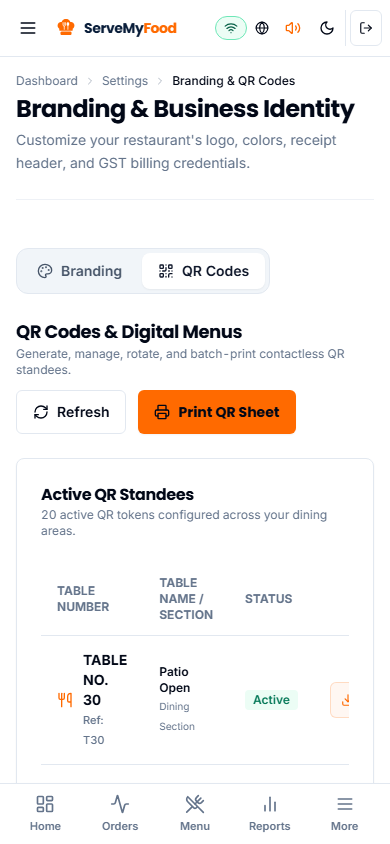 ServeMyFood
Dashboard > Settings > Branding & QR Codes
Branding & Business Identity
Customize your restaurant's logo, colors, receipt
header, and GST billing credentials.
Branding
QR Codes
QR Codes & Digital Menus
Generate, manage, rotate, and batch-print contactless QR
standees.
Refresh
Print QR Sheet
Active QR Standees
20 active QR tokens configured across your dining
areas.
TABLE
NUMBER
TABLE
NAME /
SECTION
STATUS
TABLE
NO.
30
Ref:
T30
Patio
Open
Dining
Section
Active
Home
Orders
Menu
Reports
More